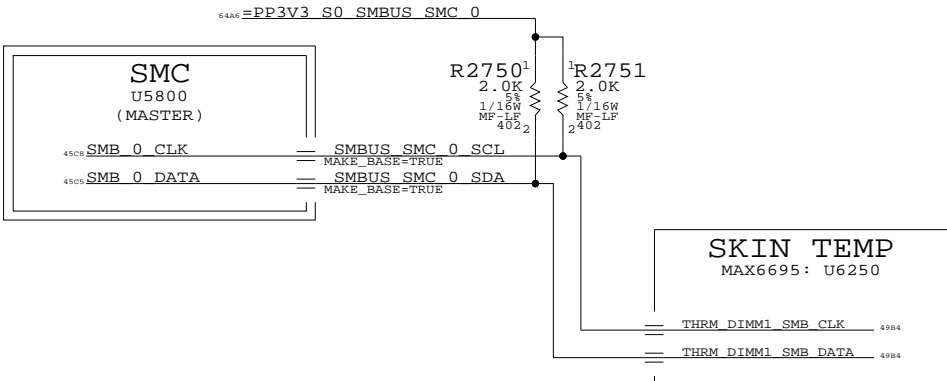 64A6 =PP3V3_S0_SMBUS_SMC_0
SMC
U5800
(MASTER)
R2750 1
2.0K
5%
1/16W
MF-LF
402 2
1 R2751
2.0K
5%
1/16W
MF-LF
2 402
45C8 SMB_0_CLK SMBUS_SMC_0_SCL
MAKE_BASE=TRUE
45C5 SMB_0_DATA SMBUS_SMC_0_SDA
MAKE_BASE=TRUE
SKIN TEMP
MAX6695: U6250
THRM_DIMM1_SMB_CLK 49B4
THRM_DIMM1_SMB_DATA 49B4